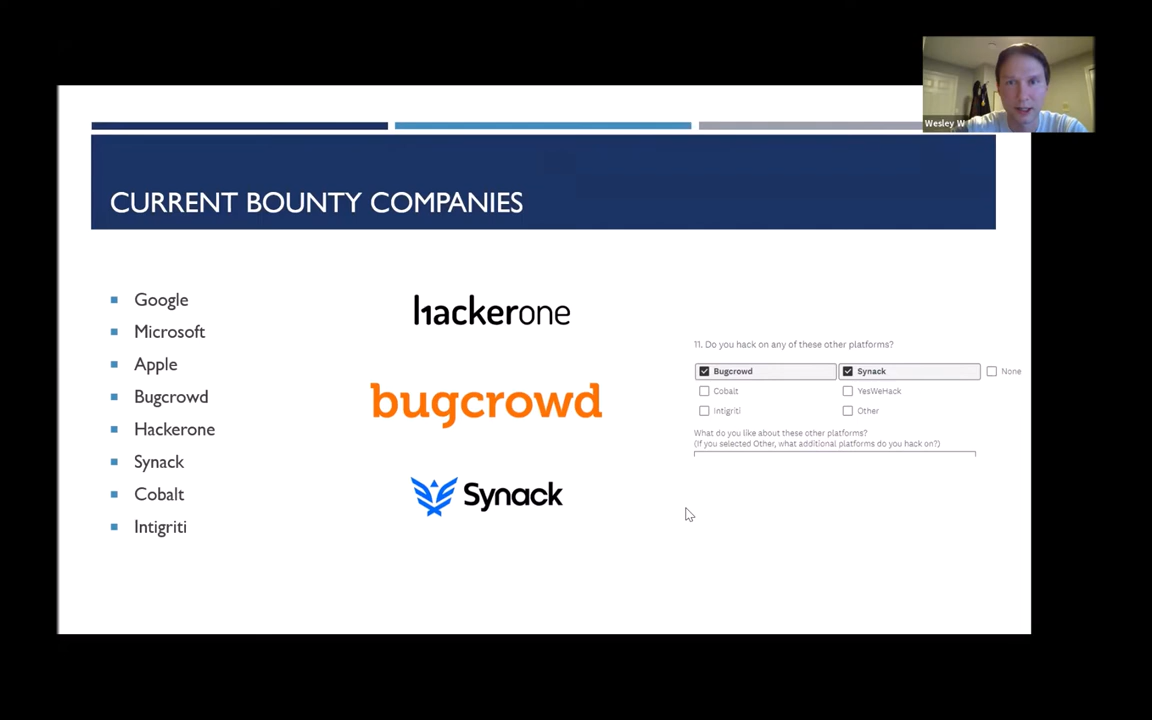 Wesley W
CURRENT BOUNTY COMPANIES
Google
Microsoft
Apple
Bugcrowd
Hackerone
Synack
Cobalt
Intigriti
hackerone
bugcrowd
Synack
11. Do you hack on any of these other platforms?
Bugcrowd Synack None
Cobalt YesWeHack
Intigriti Other
What do you like about these other platforms?
(If you selected Other, what additional platforms do you hack on?)